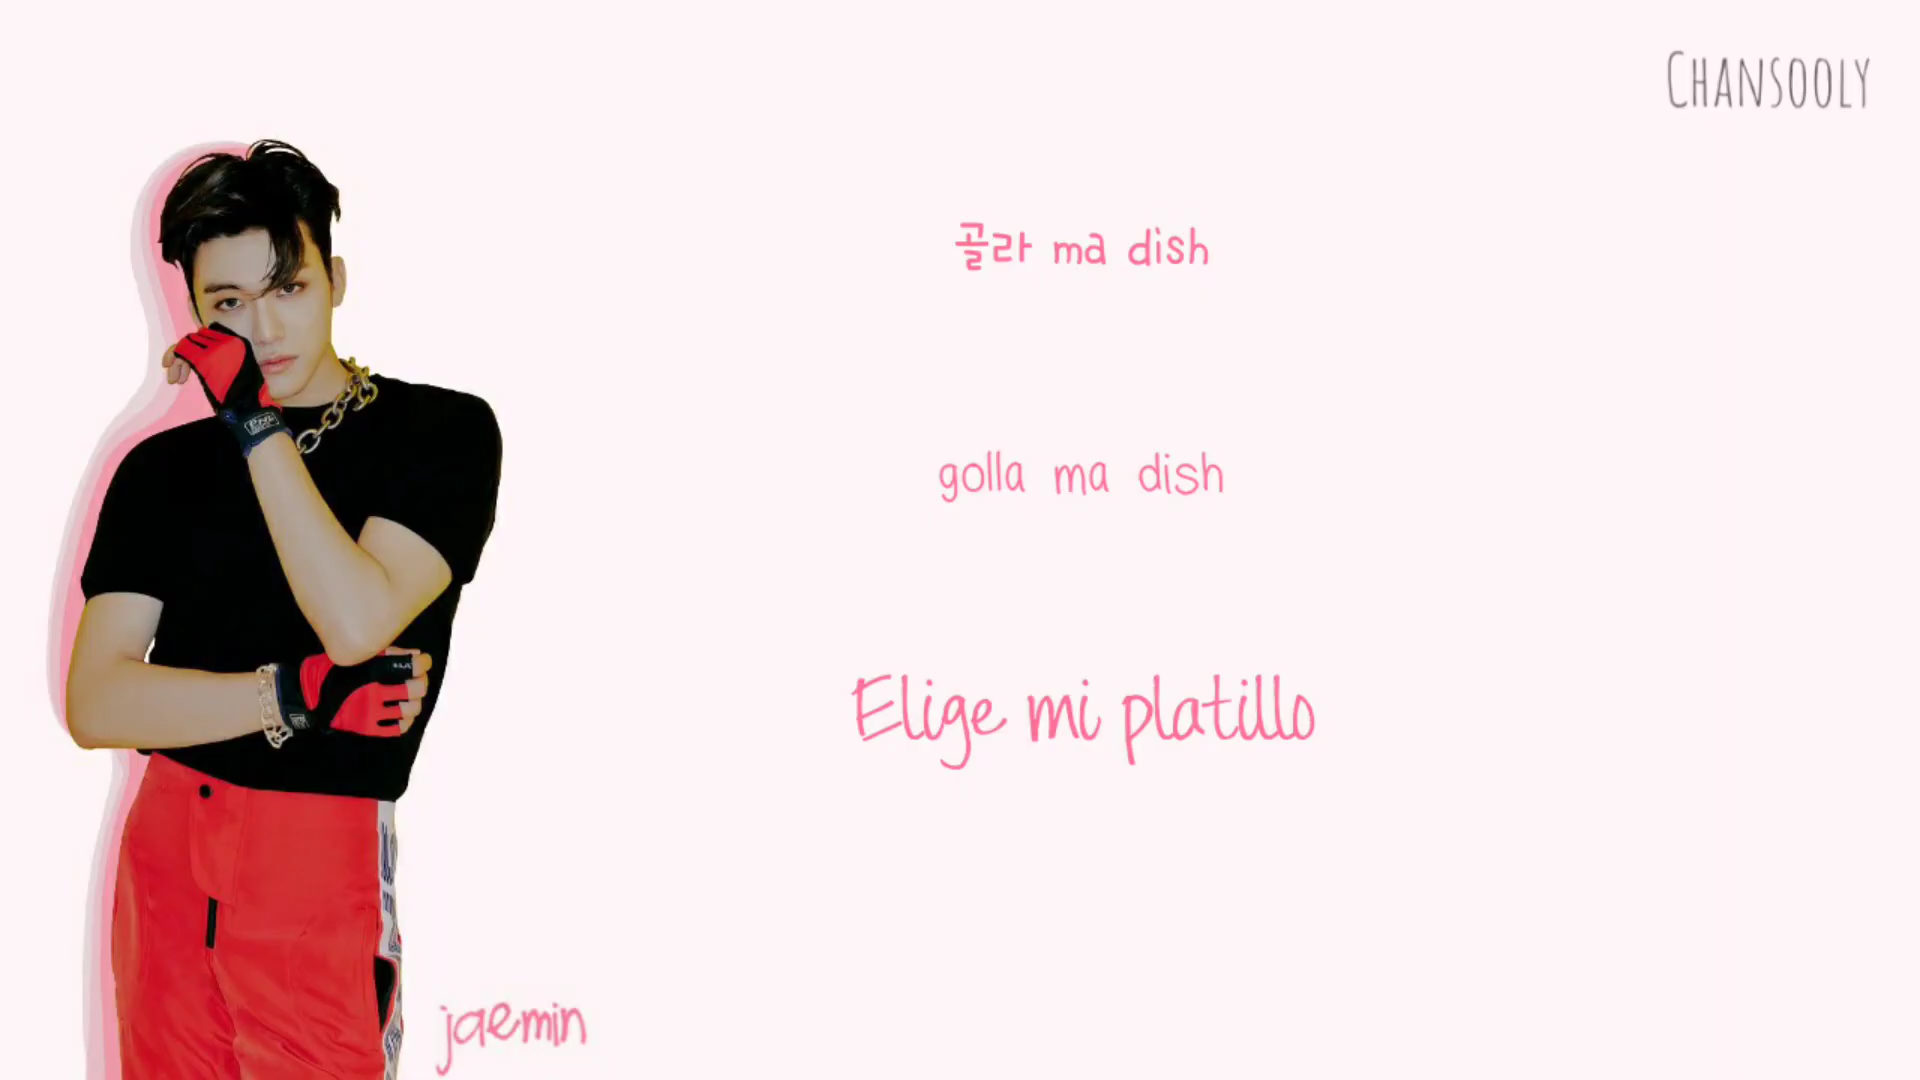 CHANSOOLY
골라 ma dish
golla ma dish
Elige mi platillo
jaemin